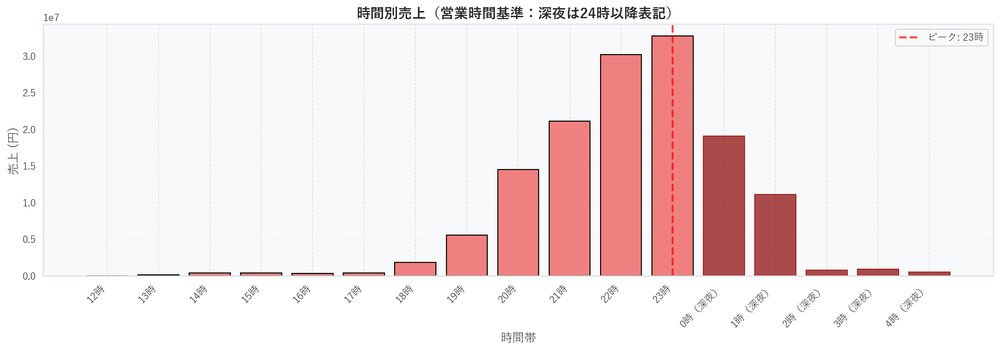 時間別売上（営業時間基準：深夜は24時以降表記）
1e7
ピーク: 23時
売上 (円)
3.0
2.5
2.0
1.5
1.0
0.5
0.0
12時
13時
14時
15時
16時
17時
18時
19時
20時
21時
22時
23時
0時（深夜）
1時（深夜）
2時（深夜）
3時（深夜）
4時（深夜）
時間帯